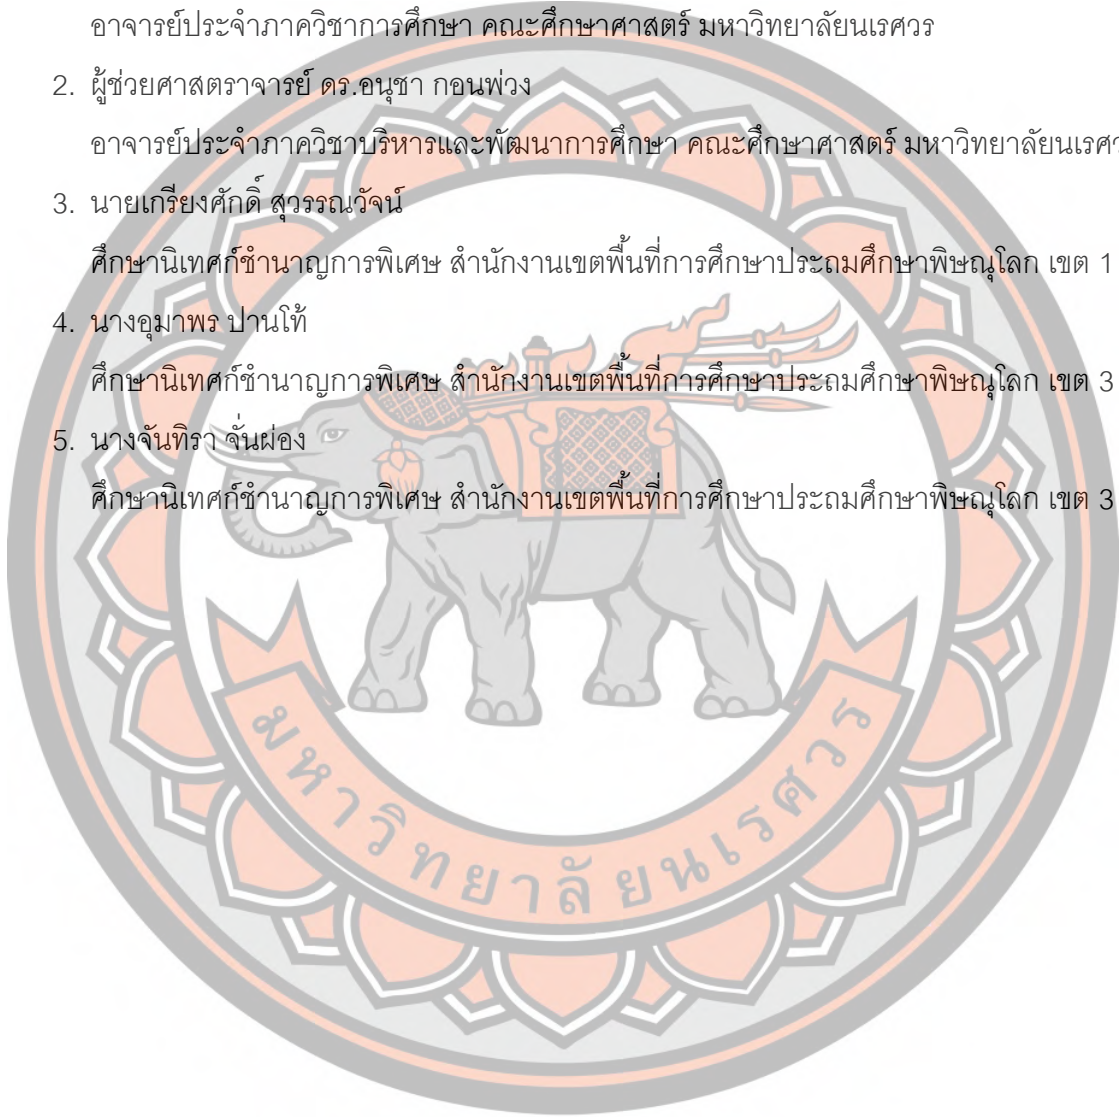 อาจารย์ประจำภาควิชาการศึกษา คณะศึกษาศาสตร์ มหาวิทยาลัยนเรศวร
2. ผู้ช่วยศาสตราจารย์ ดร.อนุชา กอนพ่วง
อาจารย์ประจำภาควิชาบริหารและพัฒนาการศึกษา คณะศึกษาศาสตร์ มหาวิทยาลัยนเรศว
3. นายเกรียงศักดิ์ สุวรรณวัจน์
ศึกษานิเทศก์ชำนาญการพิเศษ สำนักงานเขตพื้นที่การศึกษาประถมศึกษาพิษณุโลก เขต 1
4. นางอุมาพร ปานโท้
ศึกษานิเทศก์ชำนาญการพิเศษ สำนักงานเขตพื้นที่การศึกษาประถมศึกษาพิษณุโลก เขต 3
5. นางจันทิรา จั่นผ่อง
ศึกษานิเทศก์ชำนาญการพิเศษ สำนักงานเขตพื้นที่การศึกษาประถมศึกษาพิษณุโลก เขต 3
มหาวิทยาลัยนเรศวร